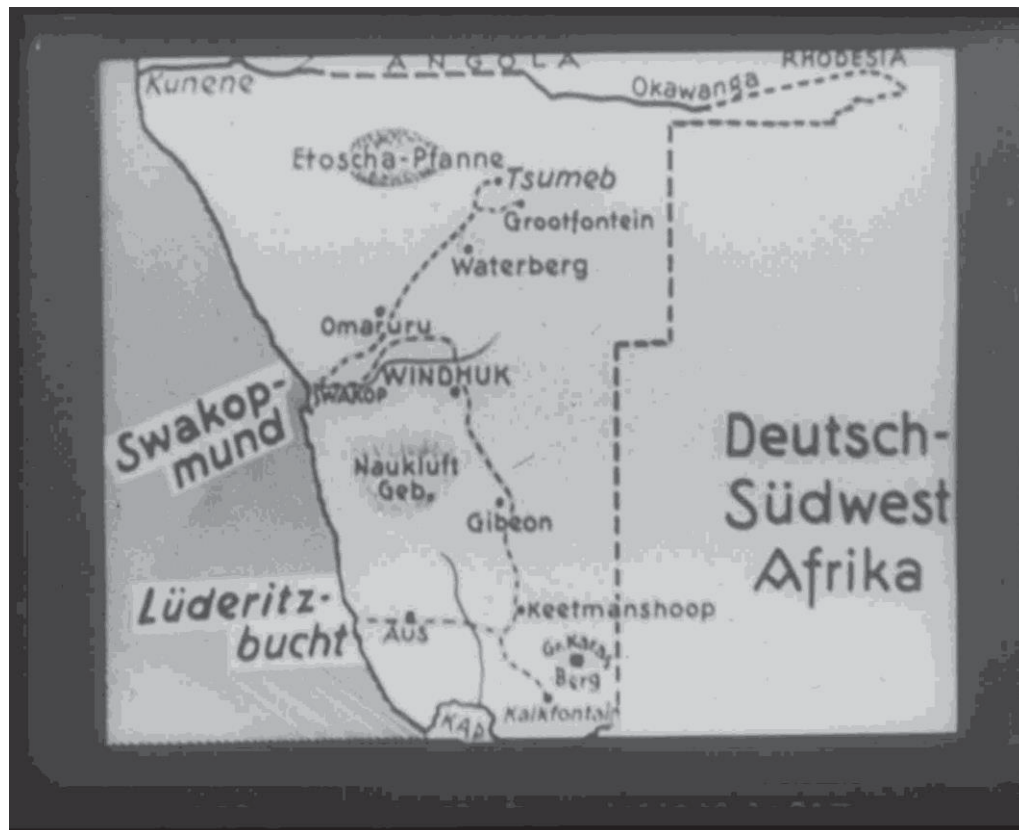 ANGOLA
RHODESIA
Kunene
Okawanga
Etoscha-Pfanne
Tsumeb
Grootfontein
Waterberg
Omaruru
WINDHUK
SWAKOP
Swakop-
mund
Naukluft
Geb.
Gibeon
Deutsch-
Südwest
Afrika
Lüderitz-
bucht
AUS
Keetmanshoop
Gr. Karas
Berg
Kalkfontein
KAP